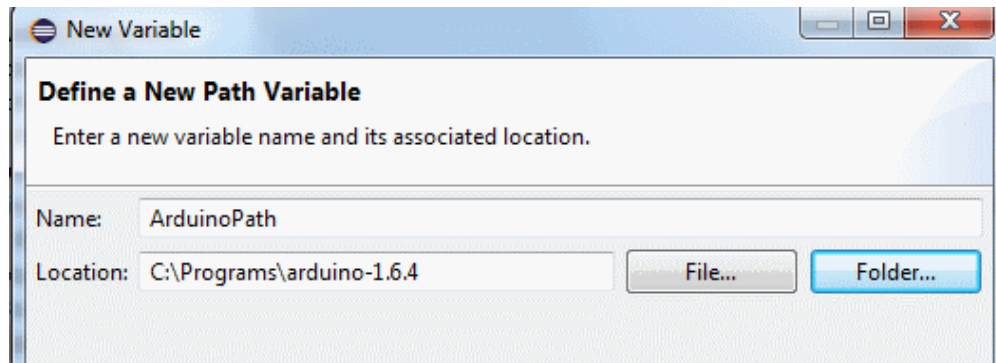 New Variable
Define a New Path Variable
Enter a new variable name and its associated location.
Name: ArduinoPath
Location: C:\Programs\arduino-1.6.4 File... Folder...